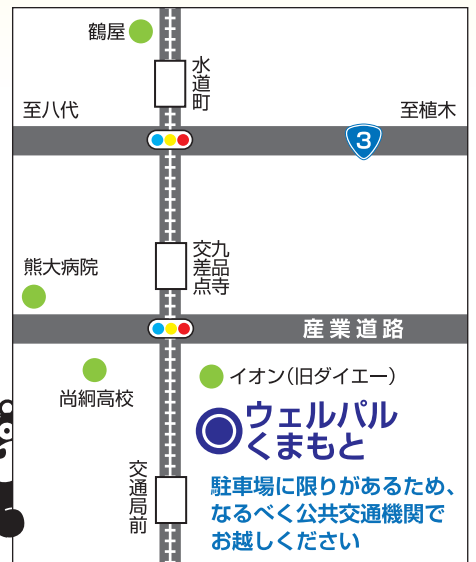 鶴屋
水道町
至八代
至植木
3
九品寺
交差点
熊大病院
産業道路
イオン（旧ダイエー）
尚絅高校
ウェルパル
くまもと
交通局前
駐車場に限りがあるため、
なるべく公共交通機関で
お越しください